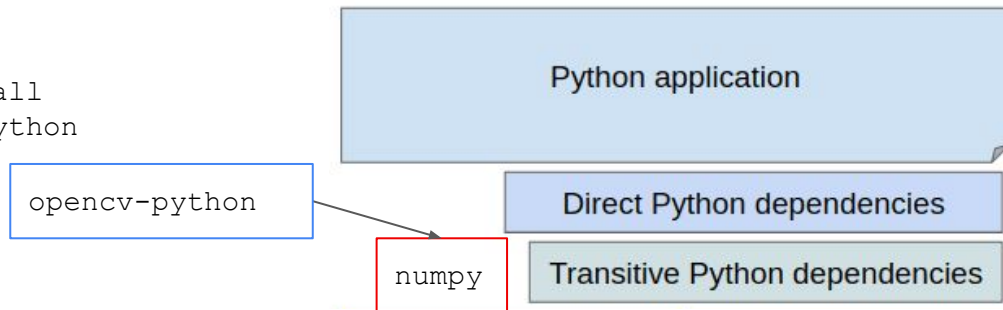 Python application
all
ython
opencv-python
Direct Python dependencies
numpy
Transitive Python dependencies